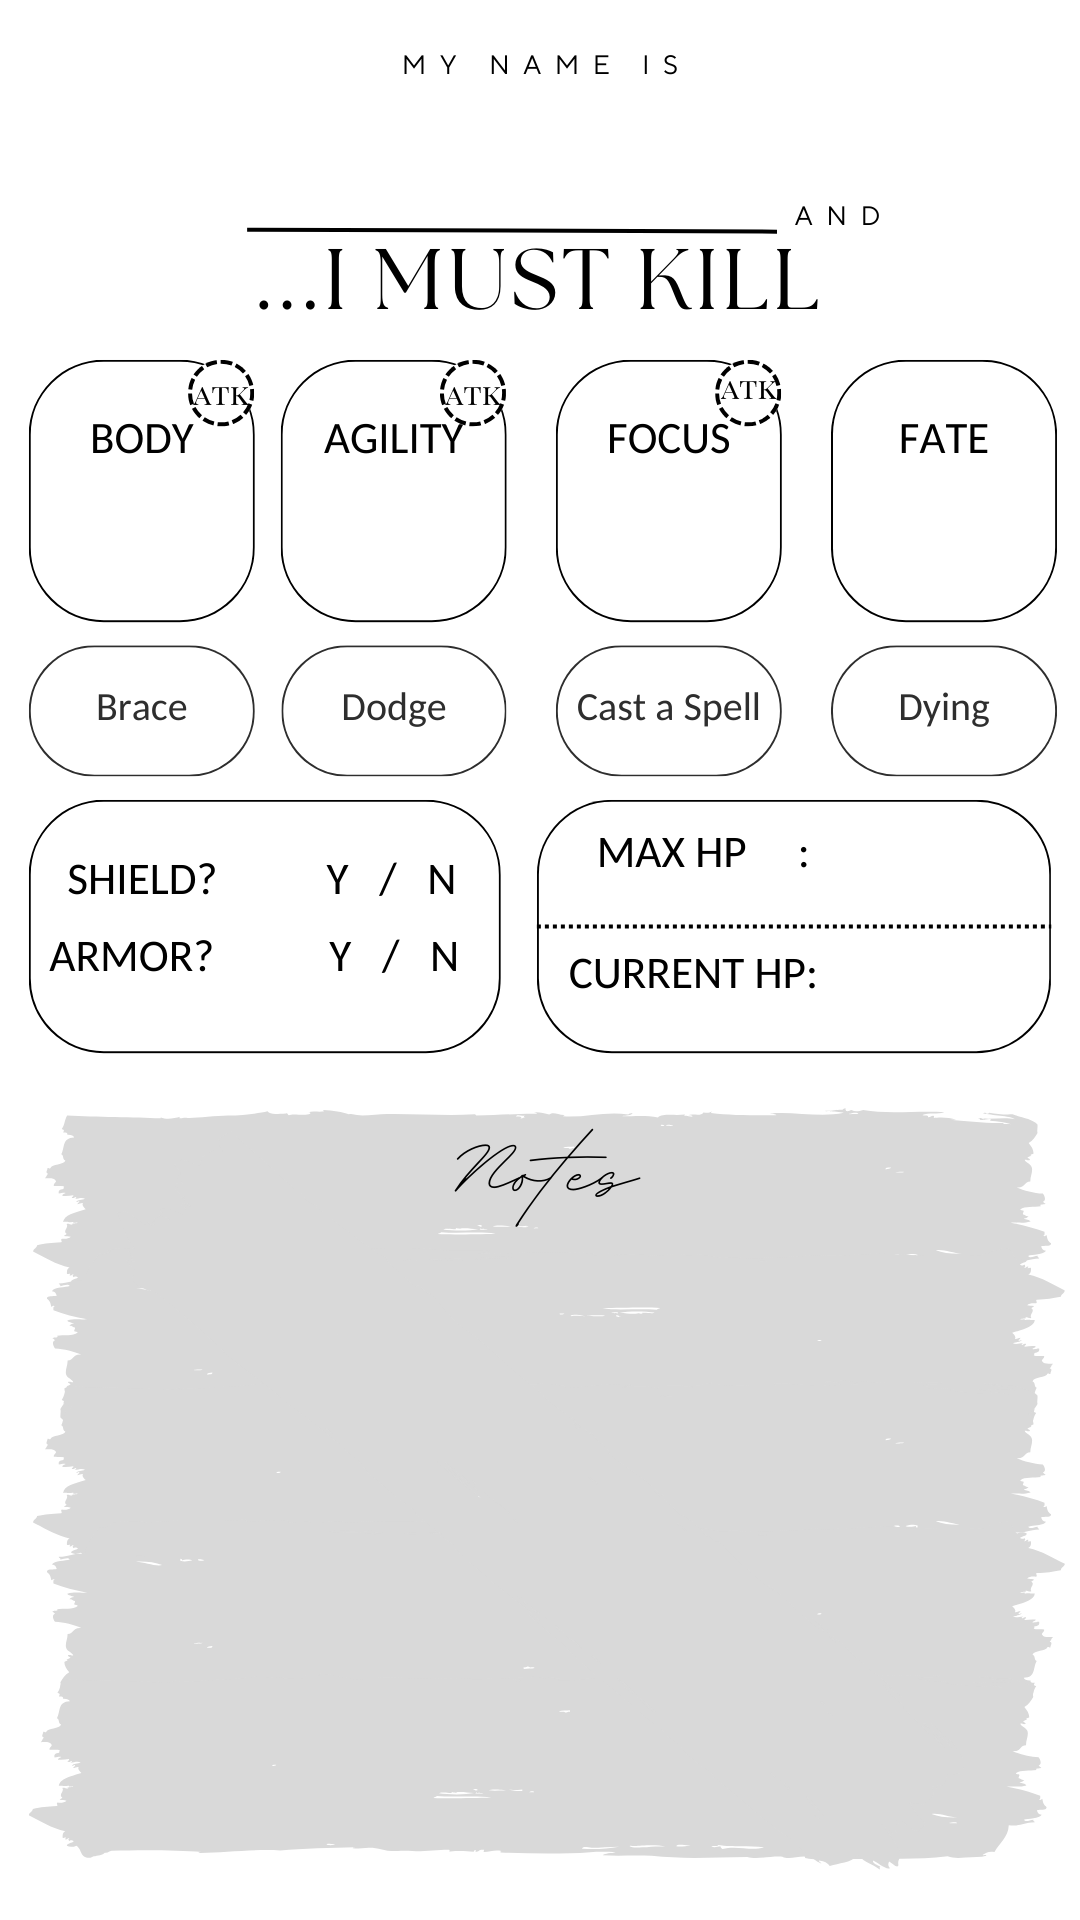 MY NAME IS
AND
...I MUST KILL
ATK ATK ATK
BODY AGILITY FOCUS FATE
Brace Dodge Cast a Spell Dying
MAX HP :
SHIELD? Y / N
ARMOR? Y / N
CURRENT HP:
Notes